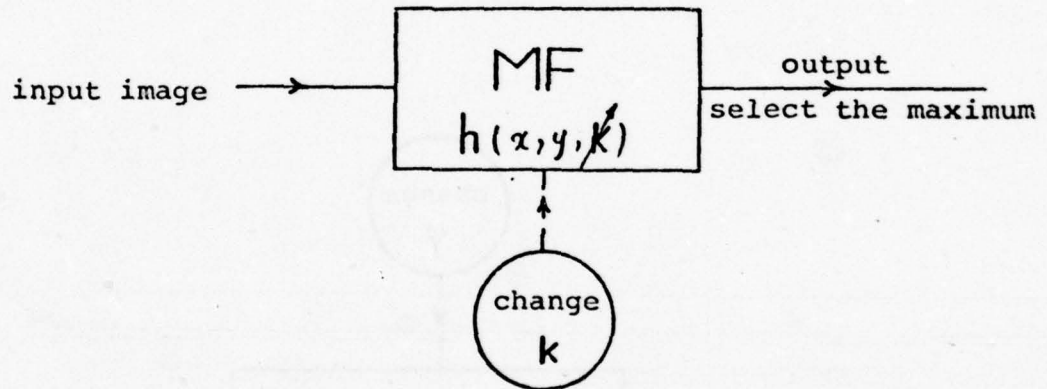 MF
output
input image
select the maximum
h(x,y,k)
change
k